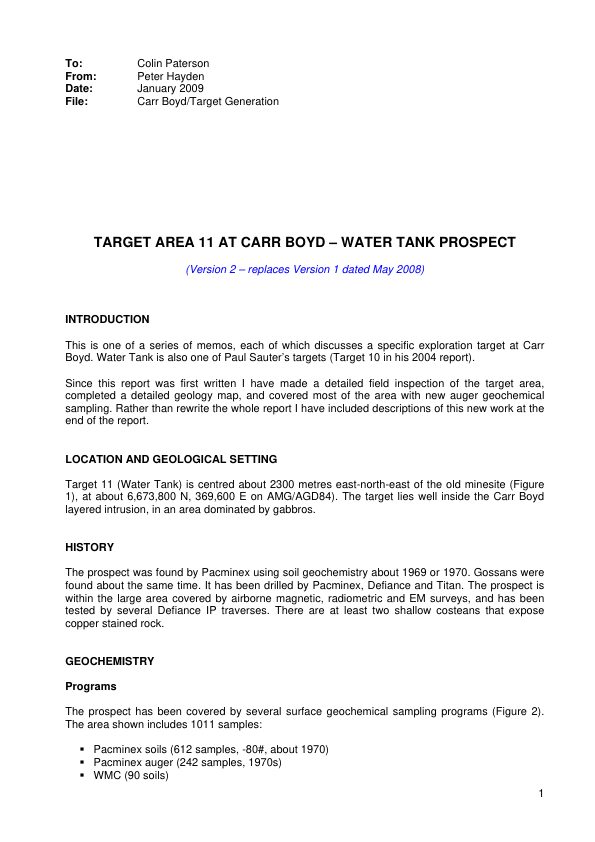 To: Colin Paterson
From: Peter Hayden
Date: January 2009
File: Carr Boyd/Target Generation
TARGET AREA 11 AT CARR BOYD – WATER TANK PROSPECT
(Version 2 – replaces Version 1 dated May 2008)
INTRODUCTION
This is one of a series of memos, each of which discusses a specific exploration target at Carr
Boyd. Water Tank is also one of Paul Sauter's targets (Target 10 in his 2004 report).
Since this report was first written I have made a detailed field inspection of the target area,
completed a detailed geology map, and covered most of the area with new auger geochemical
sampling. Rather than rewrite the whole report I have included descriptions of this new work at the
end of the report.
LOCATION AND GEOLOGICAL SETTING
Target 11 (Water Tank) is centred about 2300 metres east-north-east of the old minesite (Figure
1), at about 6,673,800 N, 369,600 E on AMG/AGD84). The target lies well inside the Carr Boyd
layered intrusion, in an area dominated by gabbros.
HISTORY
The prospect was found by Pacminex using soil geochemistry about 1969 or 1970. Gossans were
found about the same time. It has been drilled by Pacminex, Defiance and Titan. The prospect is
within the large area covered by airborne magnetic, radiometric and EM surveys, and has been
tested by several Defiance IP traverses. There are at least two shallow costeans that expose
copper stained rock.
GEOCHEMISTRY
Programs
The prospect has been covered by several surface geochemical sampling programs (Figure 2).
The area shown includes 1011 samples:
▪ Pacminex soils (612 samples, -80#, about 1970)
▪ Pacminex auger (242 samples, 1970s)
▪ WMC (90 soils)
1